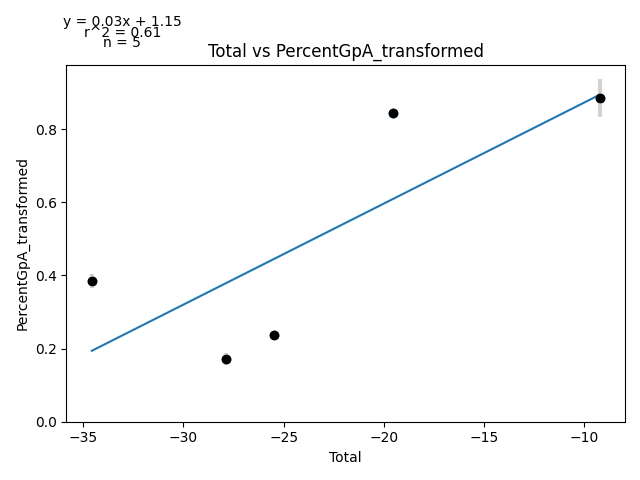 y = 0.03x + 1.15
r^2 = 0.61
n = 5
Total vs PercentGpA_transformed
PercentGpA_transformed
0.8
0.6
0.4
0.2
0.0
−35
−30
−25
−20
−15
−10
Total